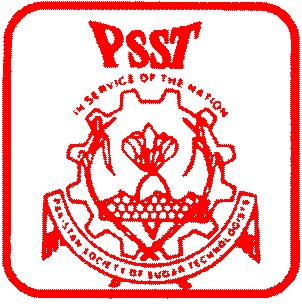 PSST
IN SERVICE OF THE NATION
PAKISTAN SOCIETY OF SUGAR TECHNOLOGISTS